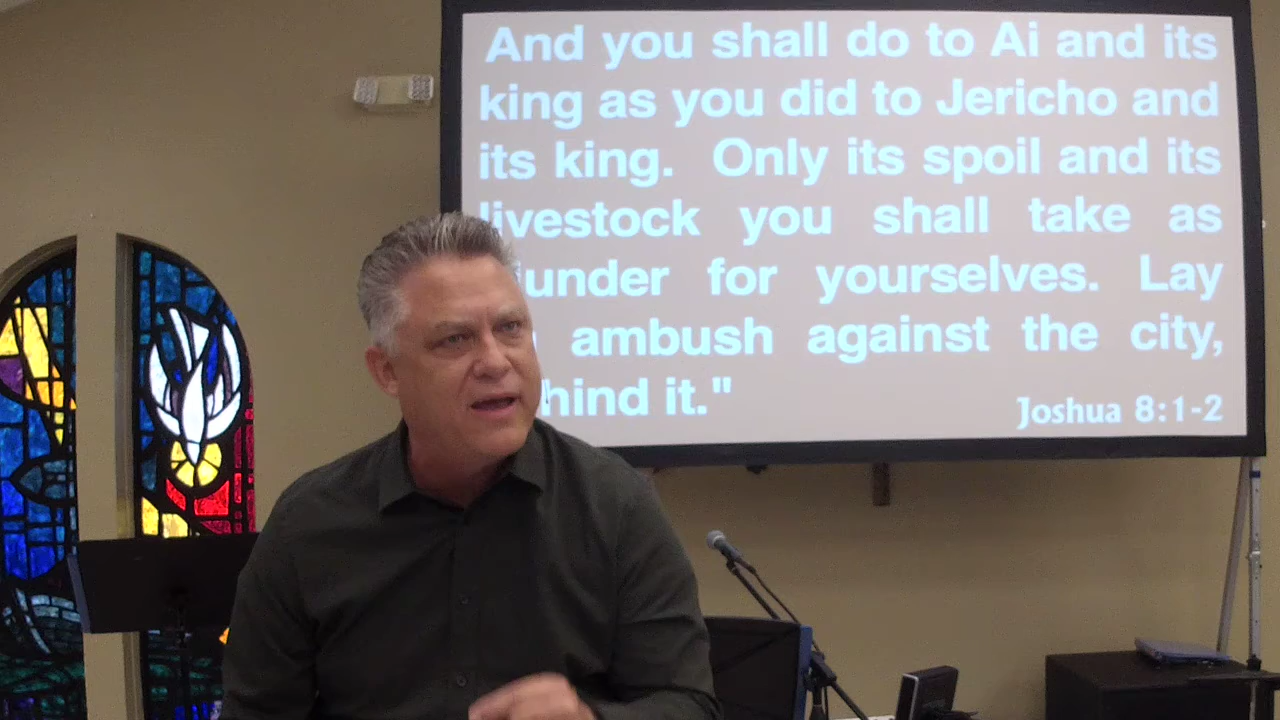 And you shall do to Ai and its
king as you did to Jericho and
its king. Only its spoil and its
livestock you shall take as
under for yourselves. Lay
ambush against the city,
hind it."
Joshua 8:1-2